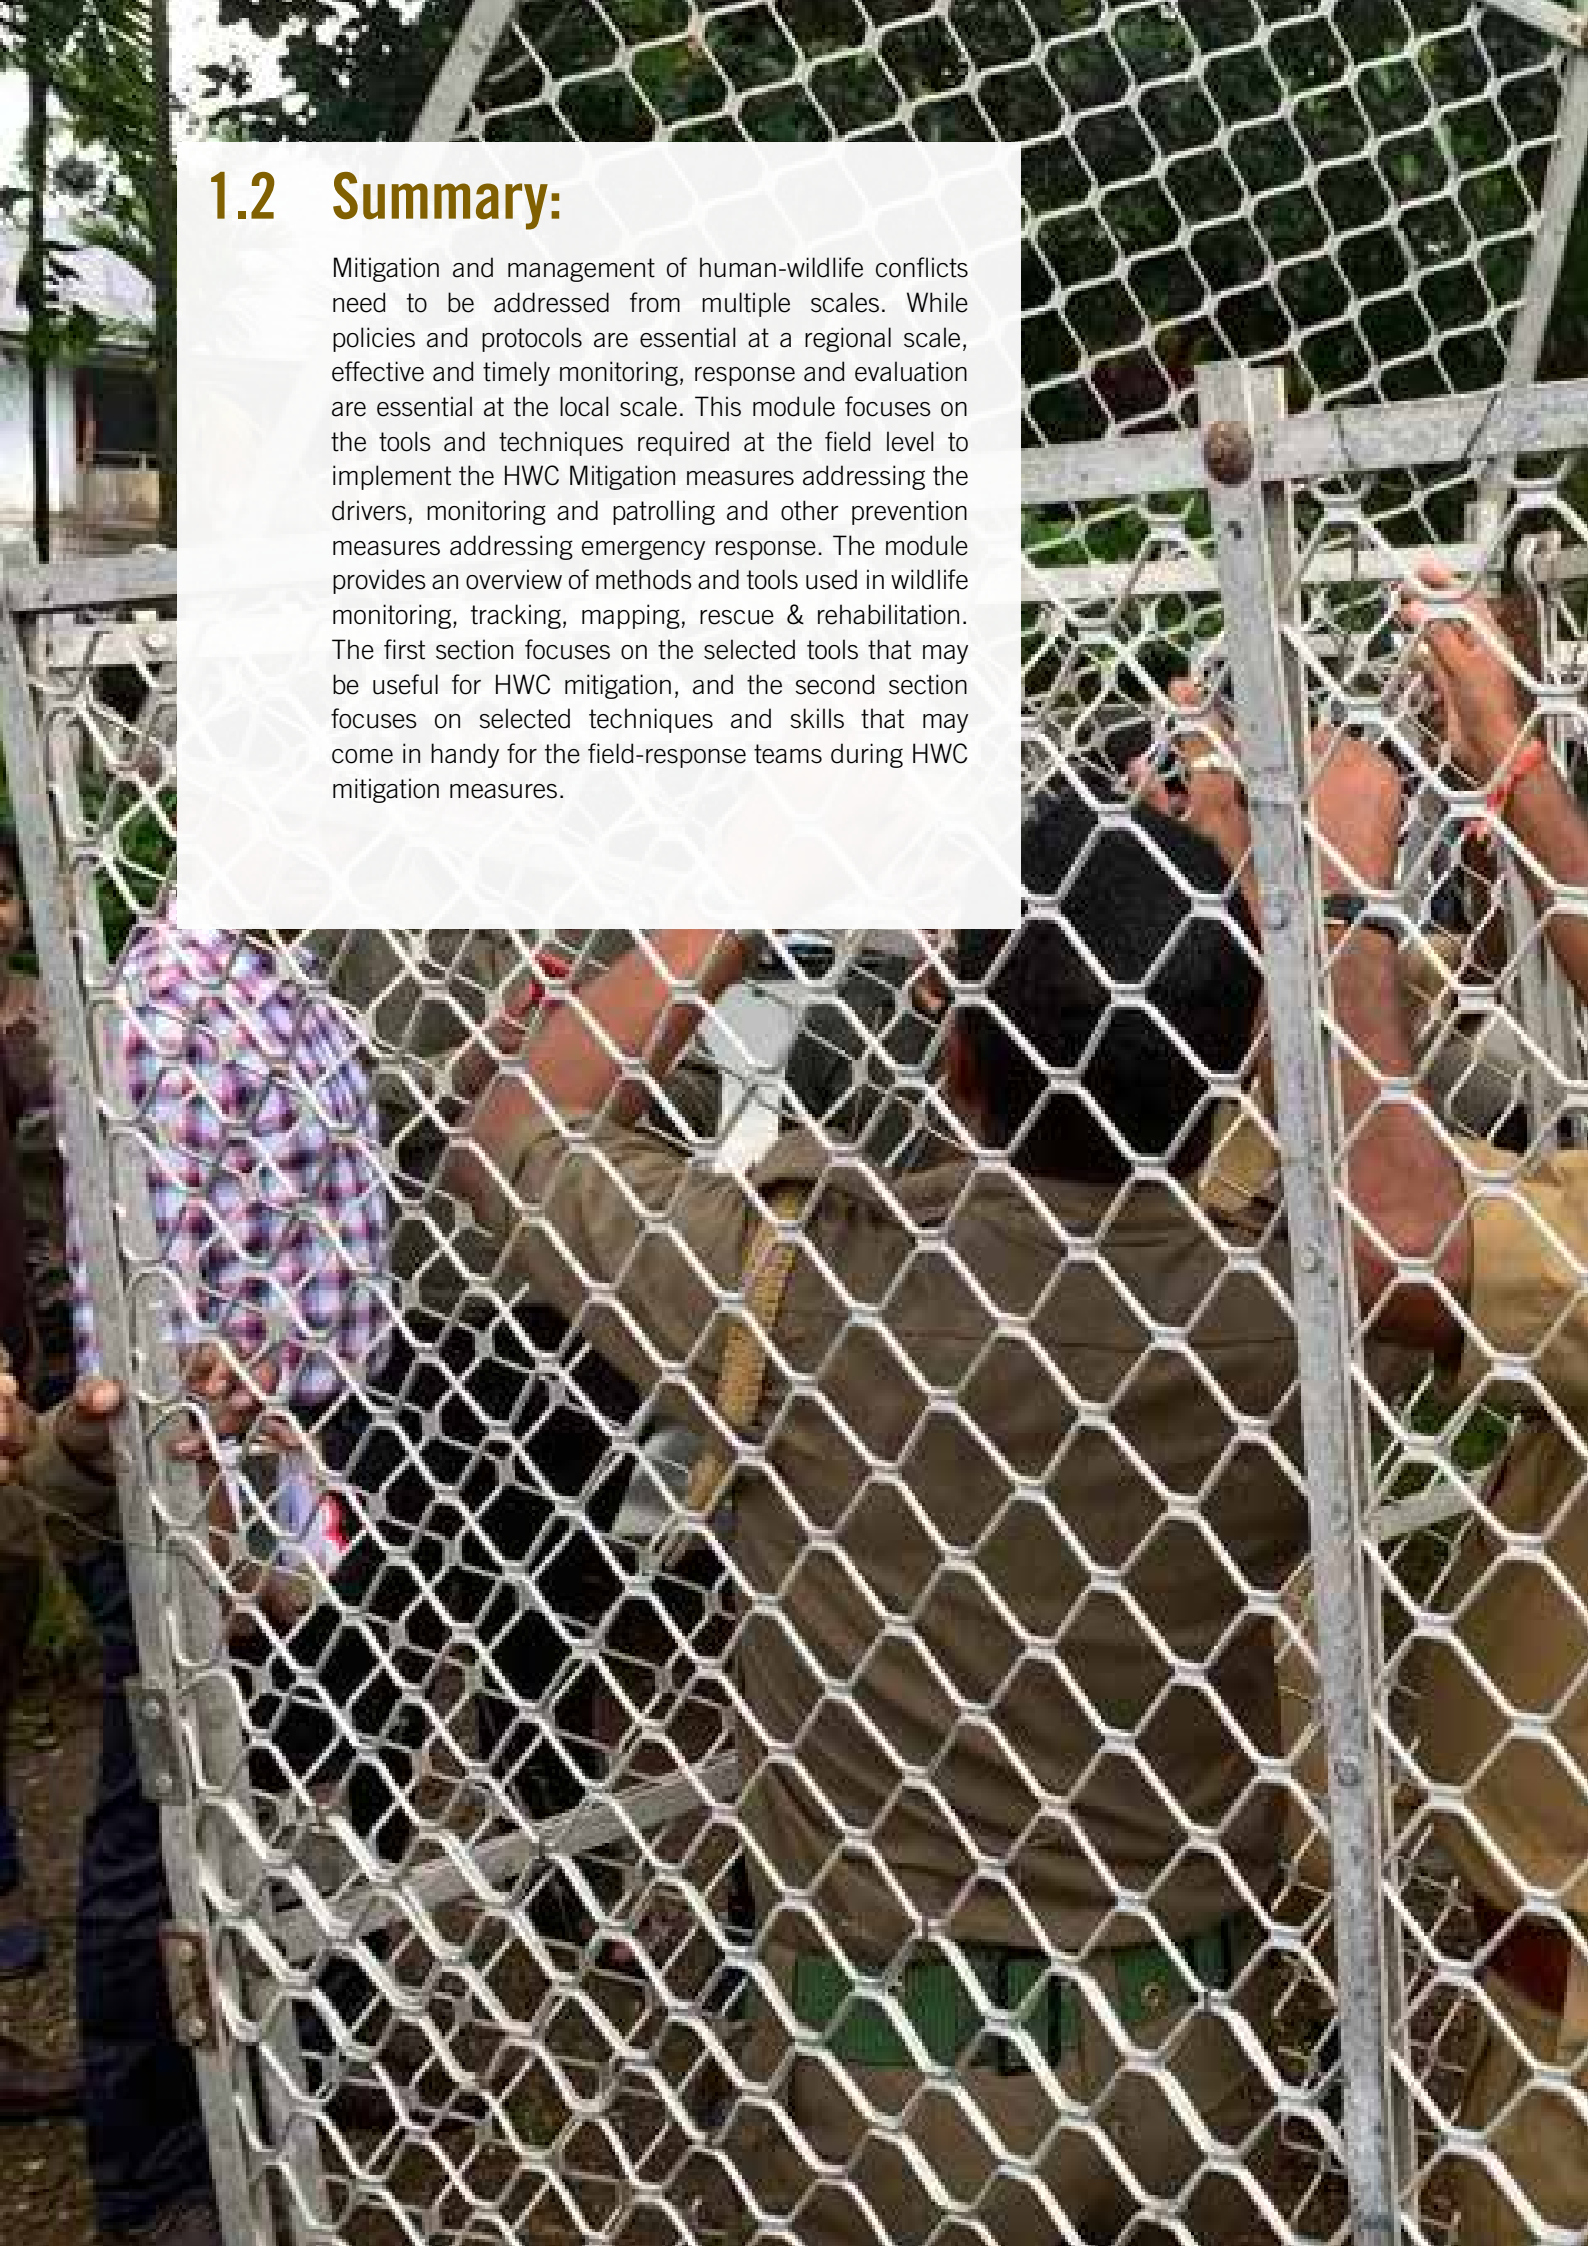 1.2 Summary:
Mitigation and management of human-wildlife conflicts
need to be addressed from multiple scales. While
policies and protocols are essential at a regional scale,
effective and timely monitoring, response and evaluation
are essential at the local scale. This module focuses on
the tools and techniques required at the field level to
implement the HWC Mitigation measures addressing the
drivers, monitoring and patrolling and other prevention
measures addressing emergency response. The module
provides an overview of methods and tools used in wildlife
monitoring, tracking, mapping, rescue & rehabilitation.
The first section focuses on the selected tools that may
be useful for HWC mitigation, and the second section
focuses on selected techniques and skills that may
come in handy for the field-response teams during HWC
mitigation measures.